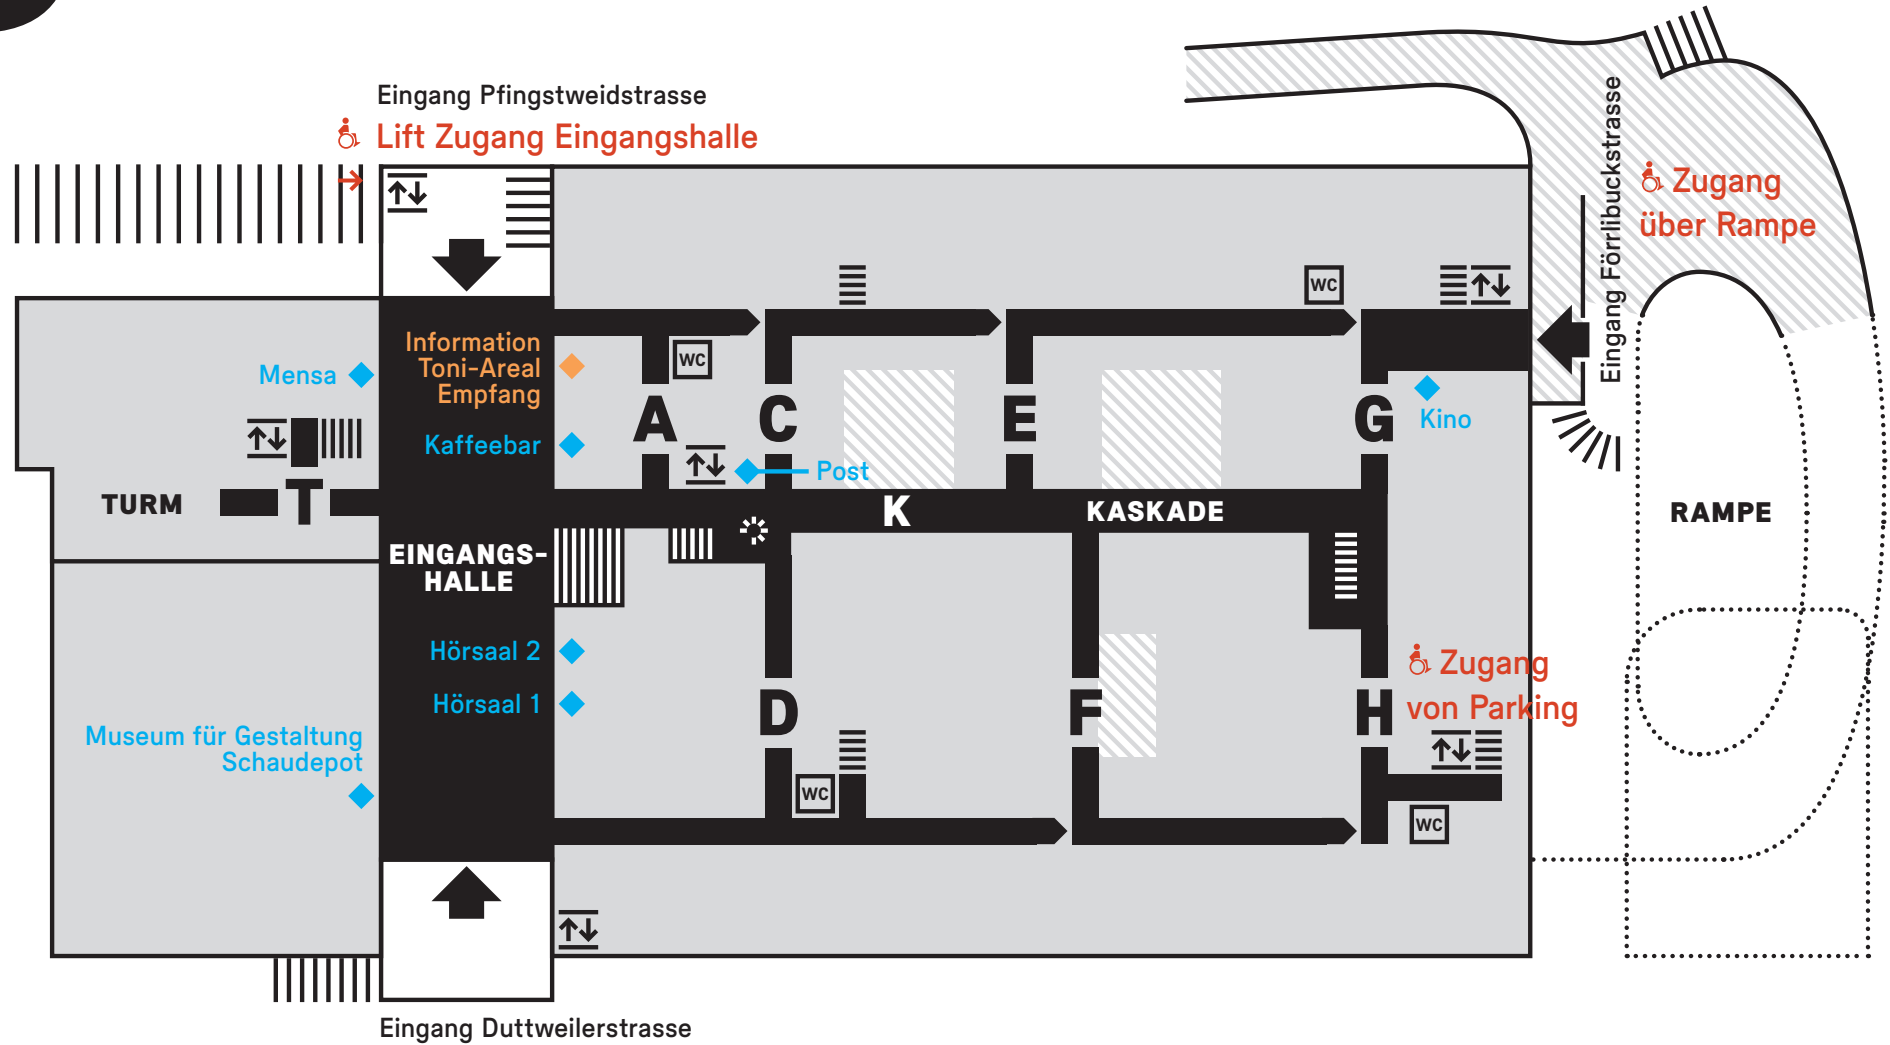 Eingang Pfingstweidstrasse
Lift Zugang Eingangshalle
Eingang Förrlibuckstrasse
Zugang
über Rampe
WC
Information
Toni-Areal
Empfang
Mensa
WC
Kaffeebar
A
C
E
G
Kino
Post
TURM
T
K
KASKADE
RAMPE
EINGANGS-
HALLE
Hörsaal 2
Hörsaal 1
D
F
H
Zugang
von Parking
Museum für Gestaltung
Schaudepot
WC
WC
Eingang Duttweilerstrasse